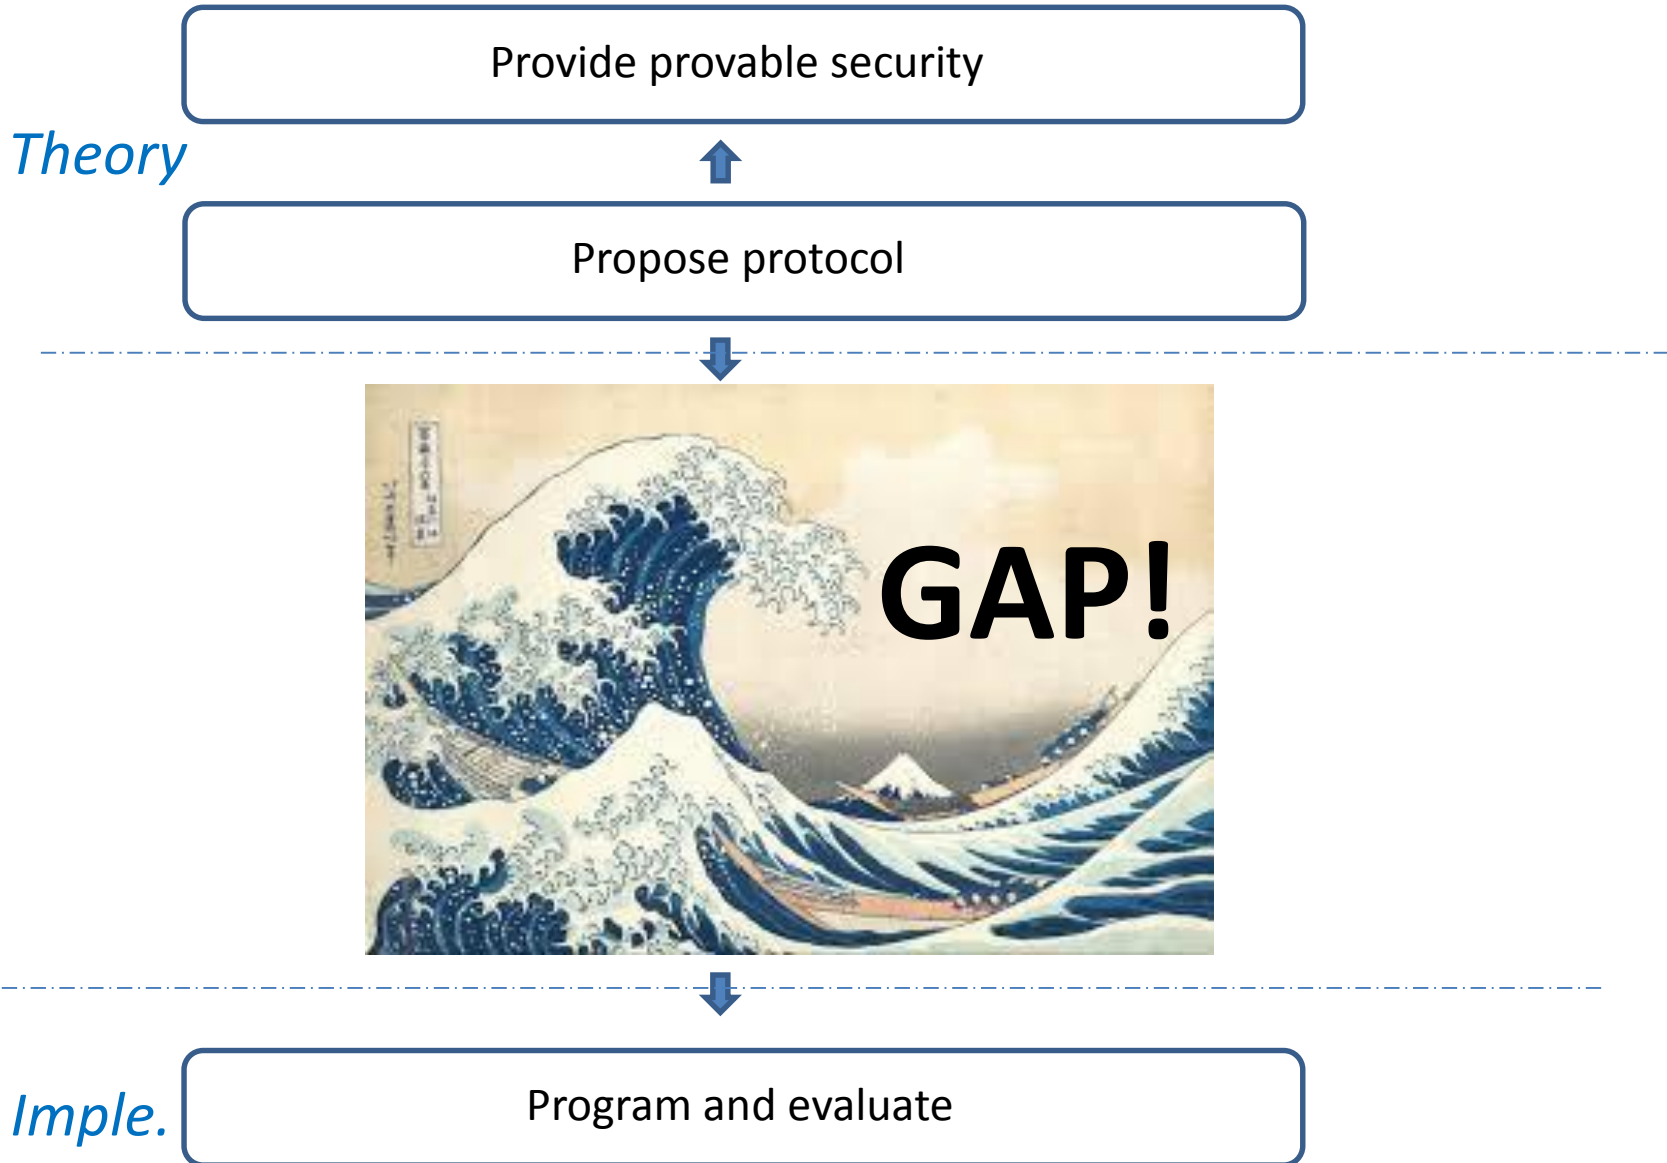 Provide provable security
Theory
Propose protocol
GAP!
Program and evaluate
Imple.